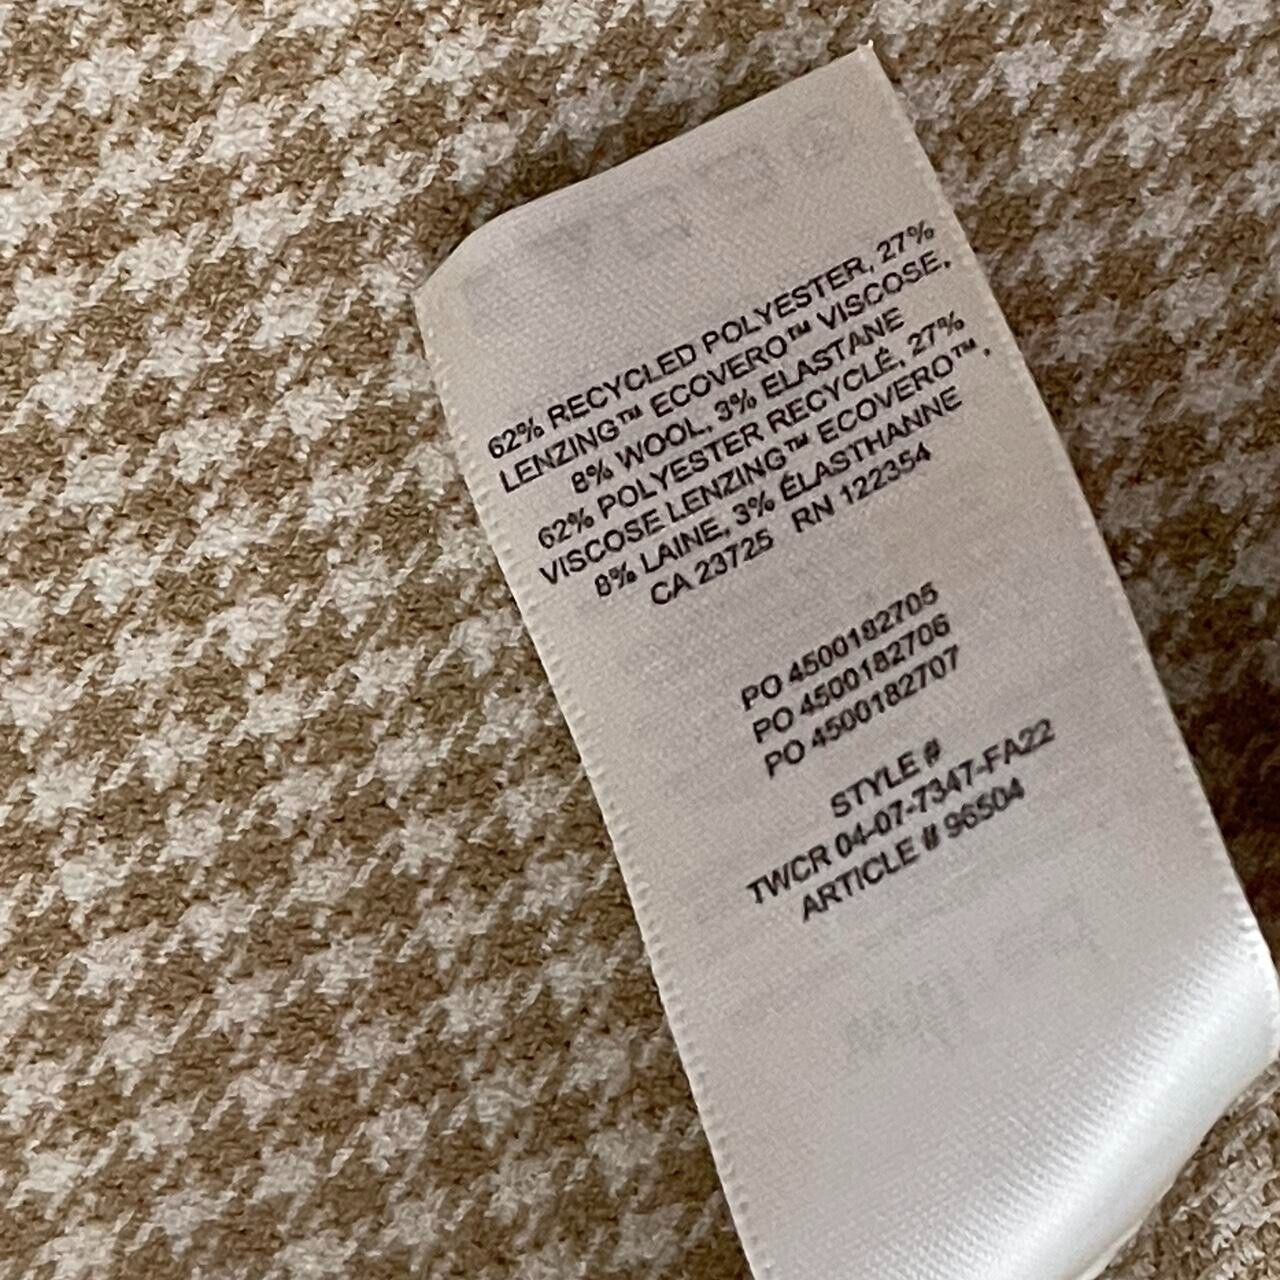 62% RECYCLED POLYESTER, 27%
LENZING™ ECOVERO™ VISCOSE,
8% WOOL, 3% ELASTANE
62% POLYESTER RECYCLÉ, 27%
VISCOSE LENZING™ ECOVERO™,
8% LAINE, 3% ÉLASTHANNE
CA 23725 RN 122354
PO 4500182705
PO 4500182706
PO 4500182707
STYLE #
TWCR 04-07-7347-FA22
ARTICLE # 96504